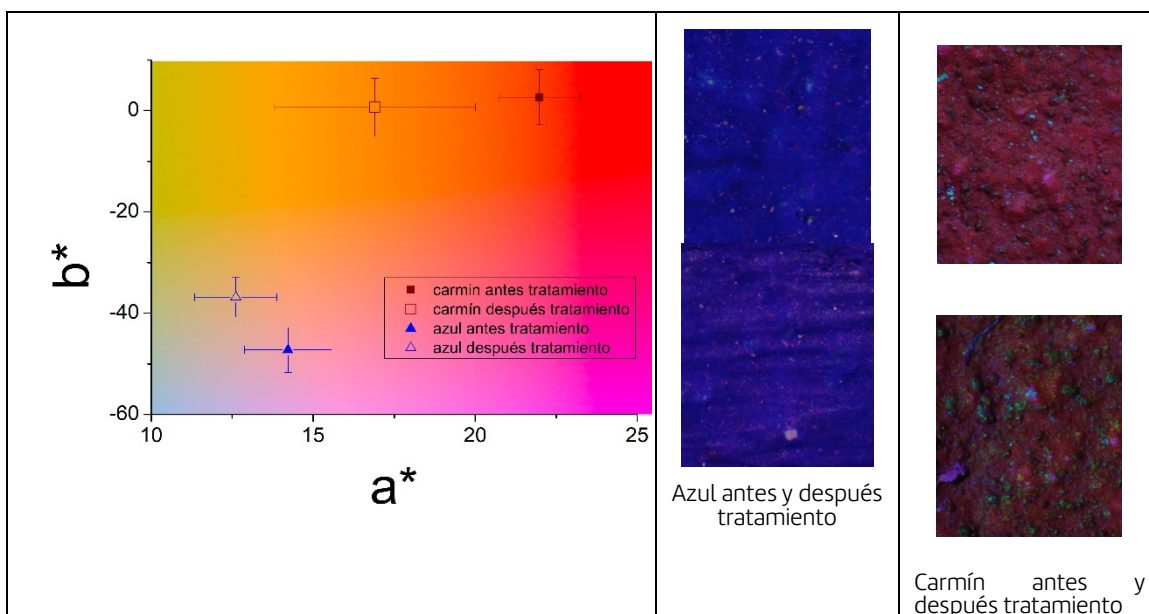 0
-20
-40
-60
10
15
20
25
b*
a*
carmin antes tratamiento
carmín después tratamiento
azul antes tratamiento
azul después tratamiento
Azul antes y después
tratamiento
Carmín antes y
después tratamiento